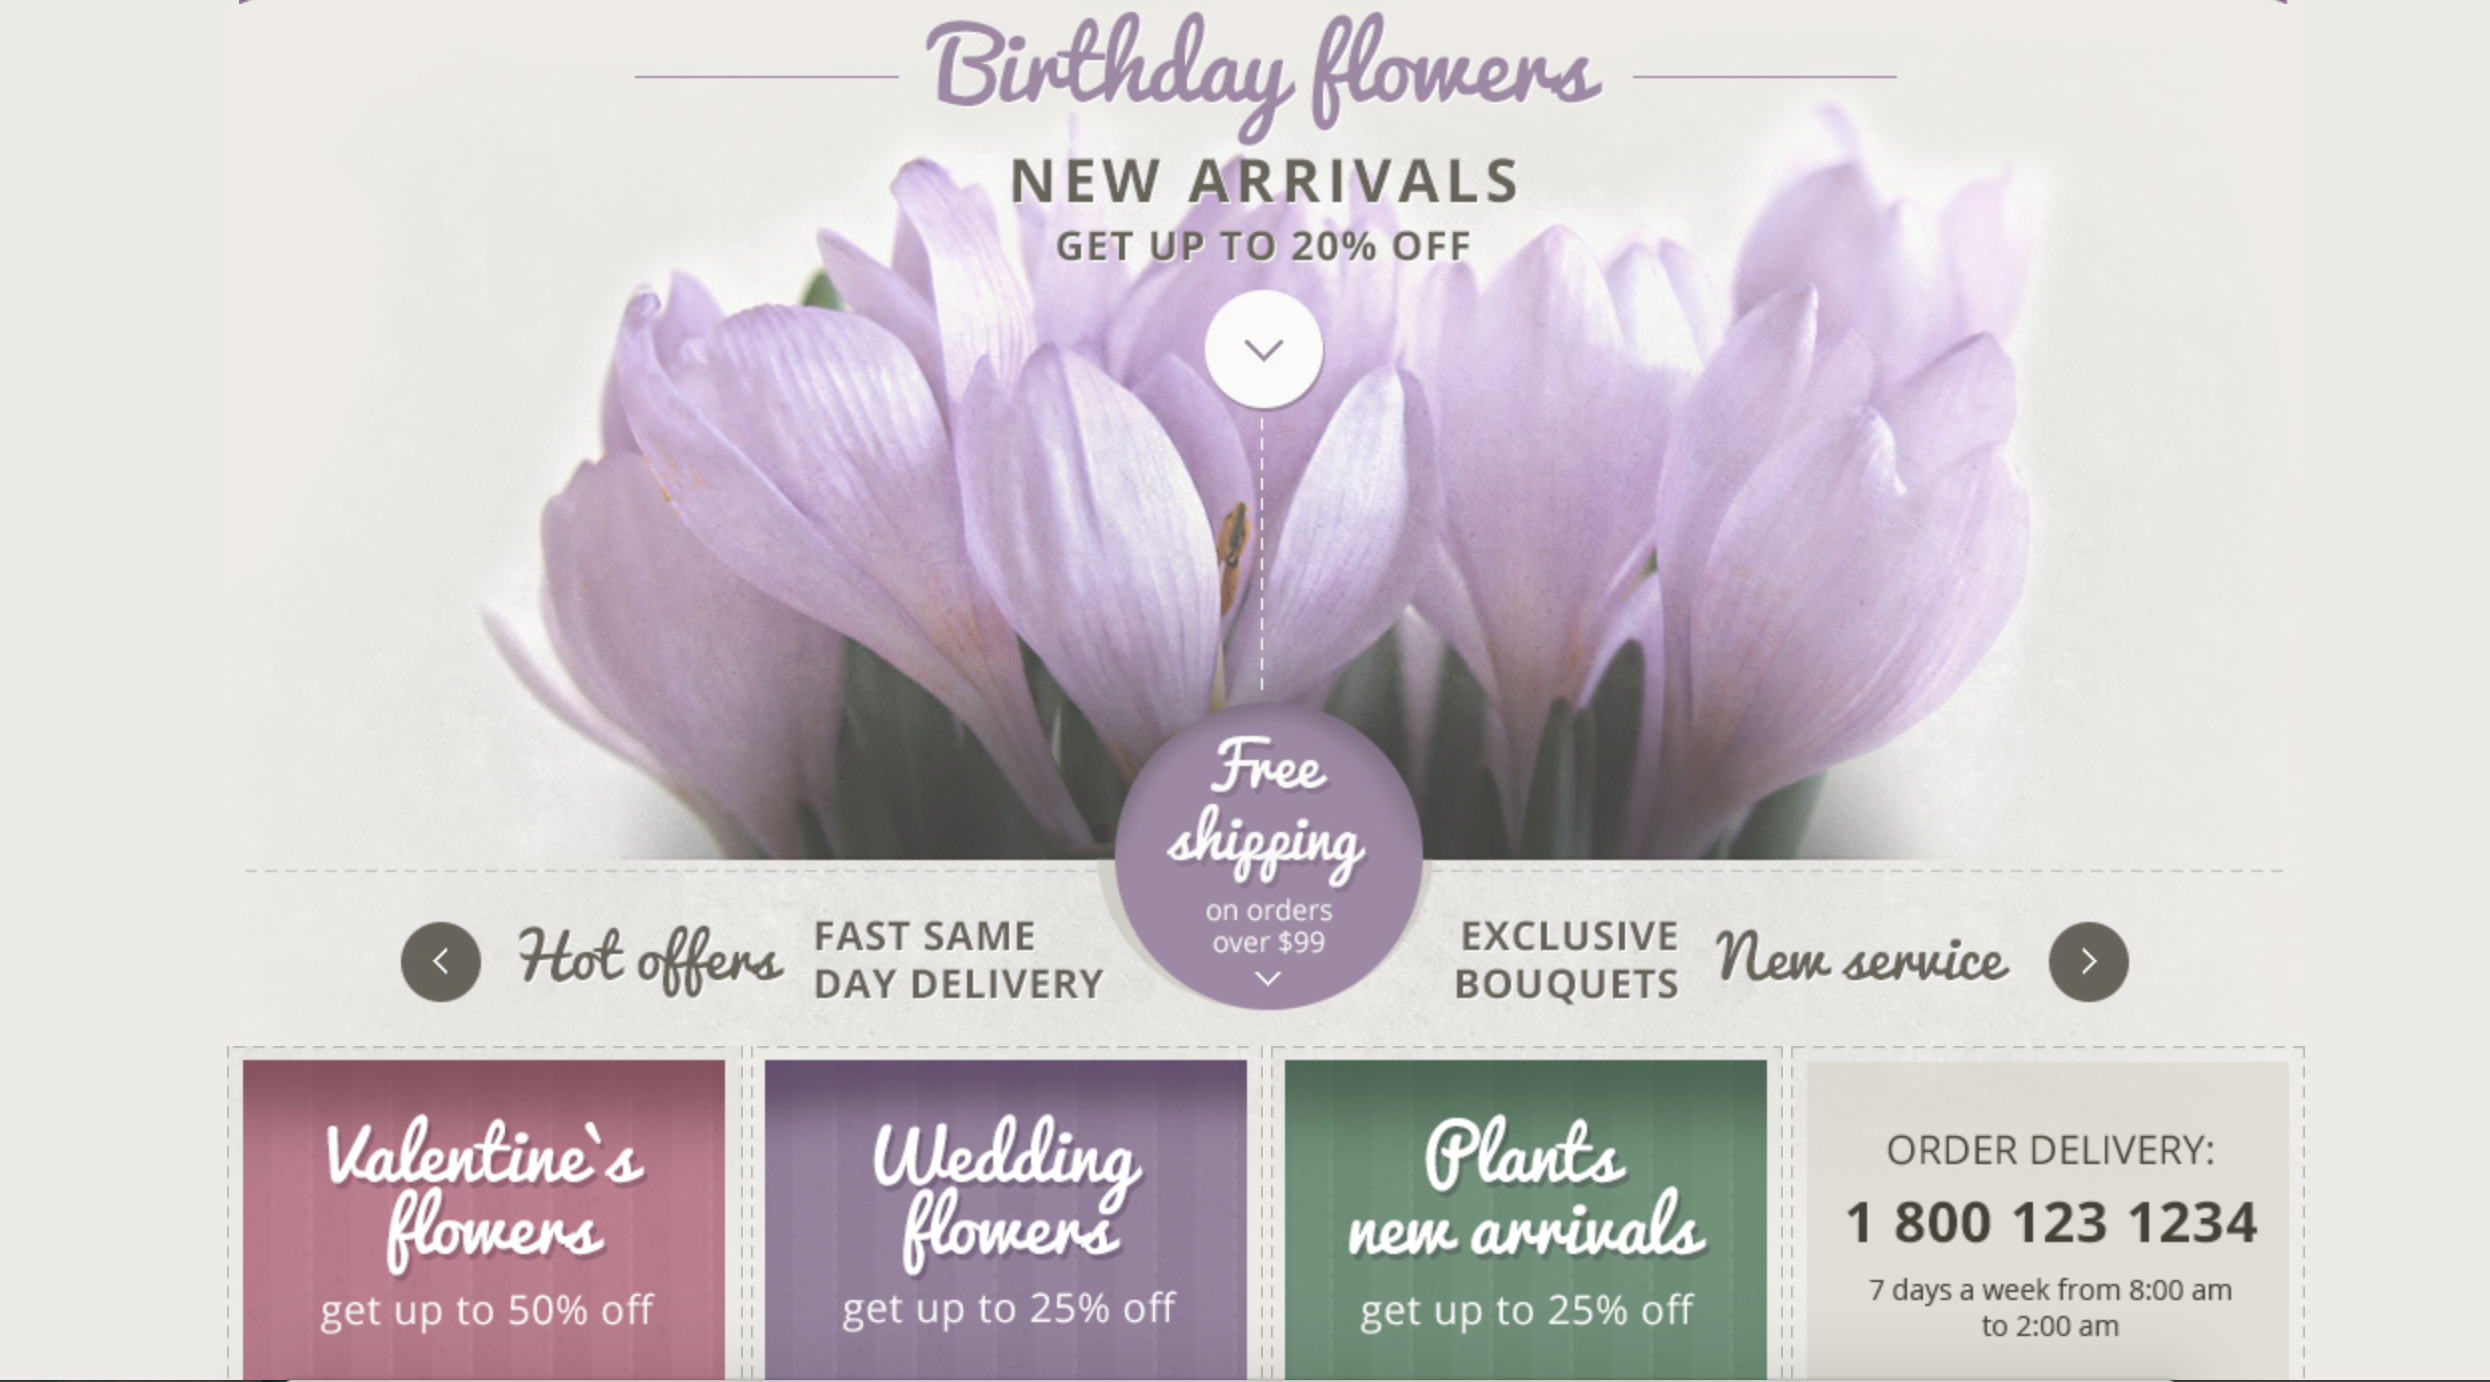 Birthday flowers
NEW ARRIVALS
GET UP TO 20% OFF
Free
shipping
on orders
over $99
Hot offers
FAST SAME
DAY DELIVERY
EXCLUSIVE
BOUQUETS
New service
Valentine`s
flowers
get up to 50% off
Wedding
flowers
get up to 25% off
Plants
new arrivals
get up to 25% off
ORDER DELIVERY:
1 800 123 1234
7 days a week from 8:00 am
to 2:00 am